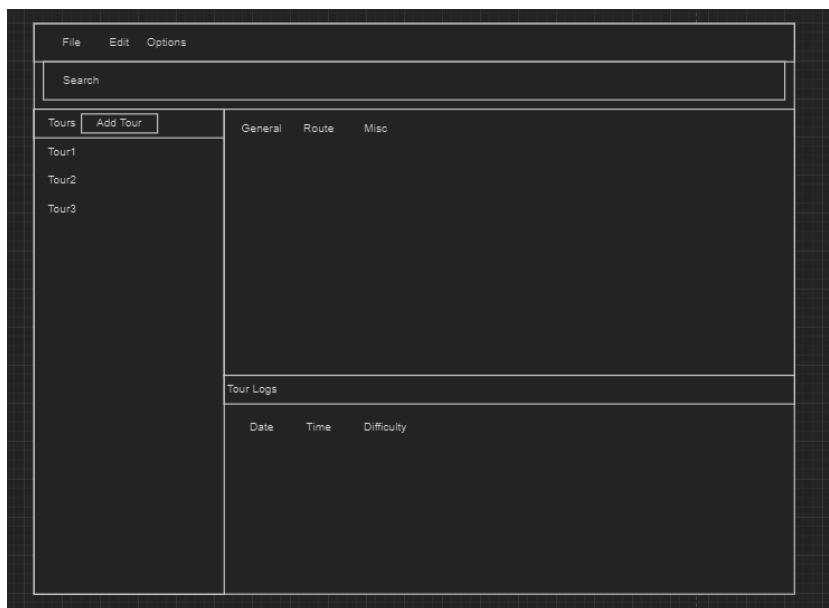 File Edit Options
Search
Tours Add Tour
Tour1
Tour2
Tour3
General Route Misc
Tour Logs
Date Time Difficulty